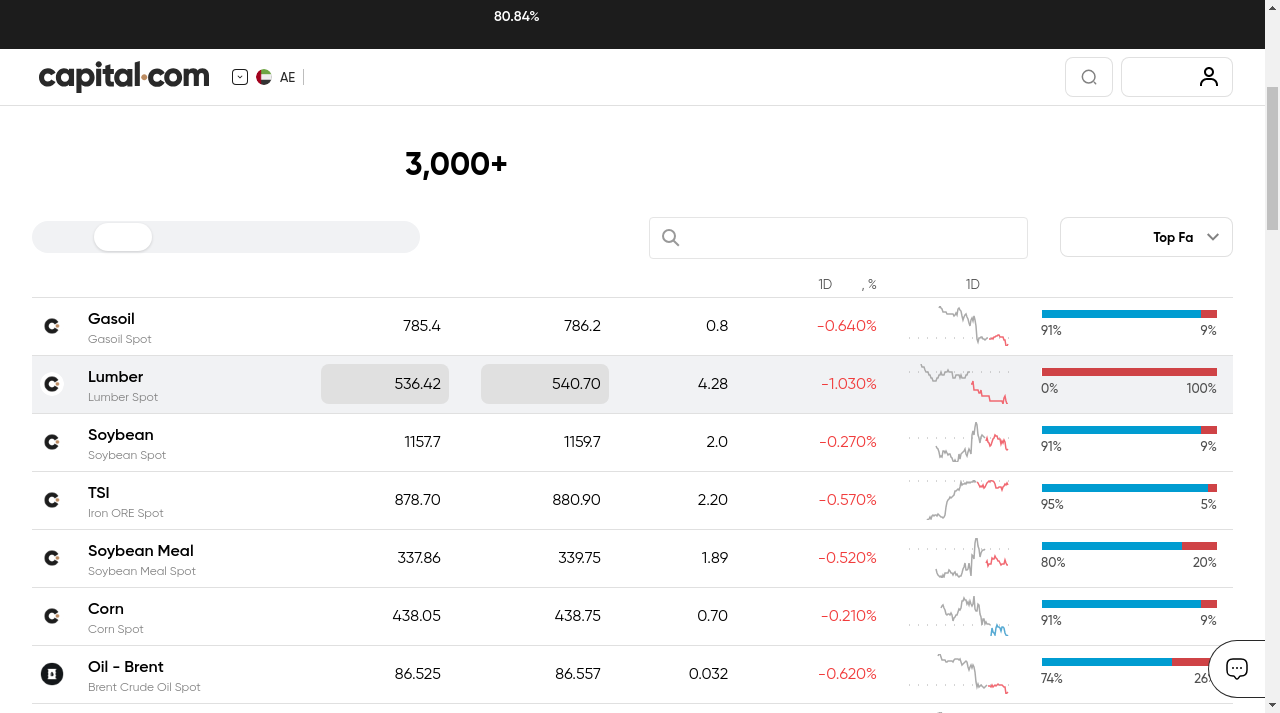 80.84%
capital.com
AE
3,000+
Top Fa
1D , % 1D
Gasoil 785.4 786.2 0.8 -0.640%
Gasoil Spot 91% 9%
Lumber 536.42 540.70 4.28 -1.030%
Lumber Spot 0% 100%
Soybean 1157.7 1159.7 2.0 -0.270%
Soybean Spot 91% 9%
TSI 878.70 880.90 2.20 -0.570%
Iron ORE Spot 95% 5%
Soybean Meal 337.86 339.75 1.89 -0.520%
Soybean Meal Spot 80% 20%
Corn 438.05 438.75 0.70 -0.210%
Corn Spot 91% 9%
Oil - Brent 86.525 86.557 0.032 -0.620%
Brent Crude Oil Spot 74%